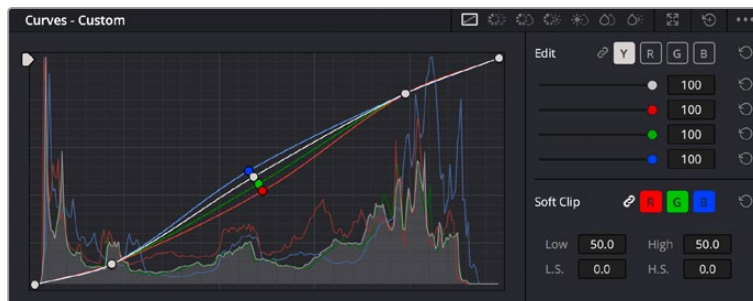 Curves - Custom
Edit Y R G B
100
100
100
100
Soft Clip R G B
Low 50.0 High 50.0
L.S. 0.0 H.S. 0.0